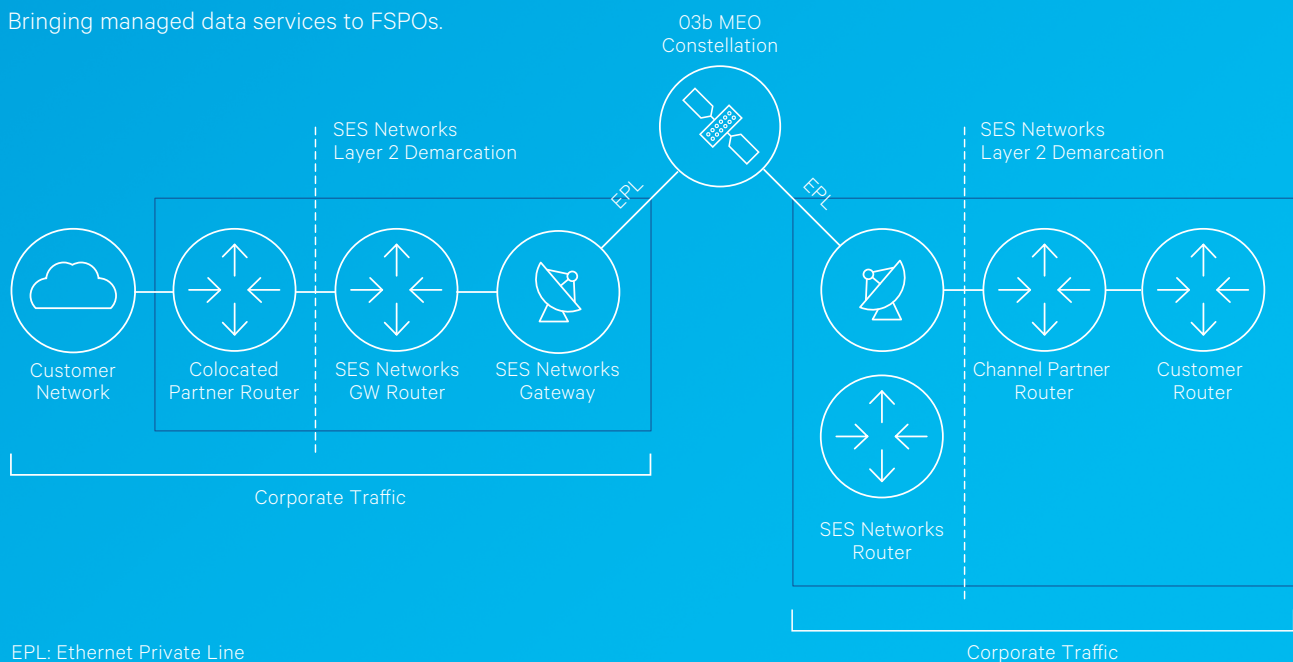 Bringing managed data services to FSPOs.
03b MEO
Constellation
SES Networks
Layer 2 Demarcation
SES Networks
Layer 2 Demarcation
EPL
EPL
Customer
Network
Colocated
Partner Router
SES Networks
GW Router
SES Networks
Gateway
Channel Partner
Router
Customer
Router
Corporate Traffic
SES Networks
Router
EPL: Ethernet Private Line
Corporate Traffic